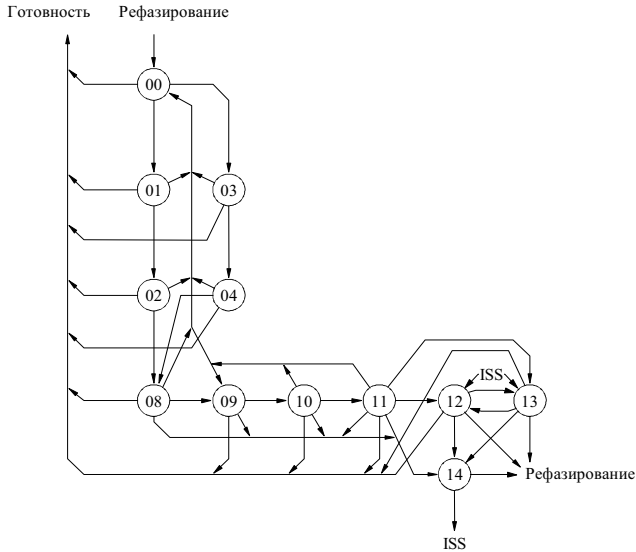 Готовность Рефазирование
00
01 03
02 04
ISS
08 09 10 11 12 13
14 Рефазирование
ISS